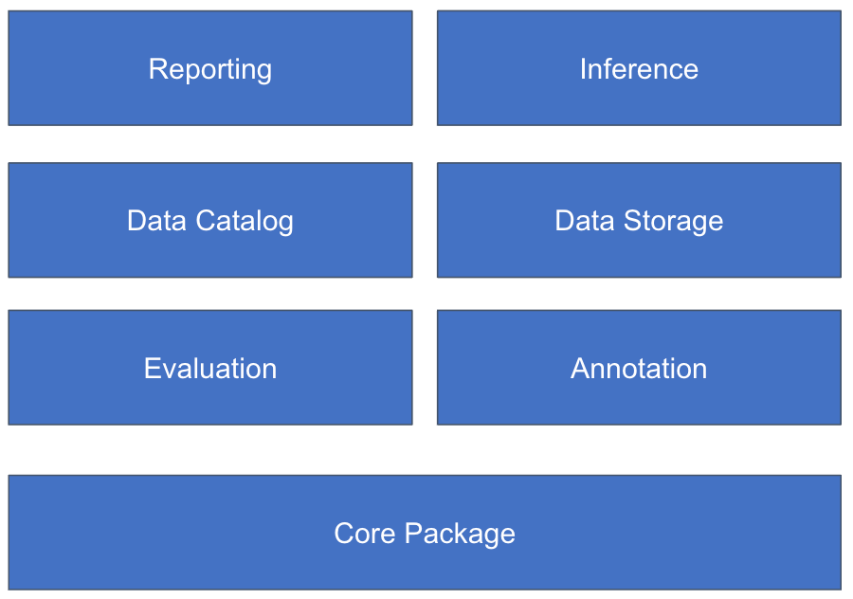 Reporting
Inference
Data Catalog
Data Storage
Evaluation
Annotation
Core Package